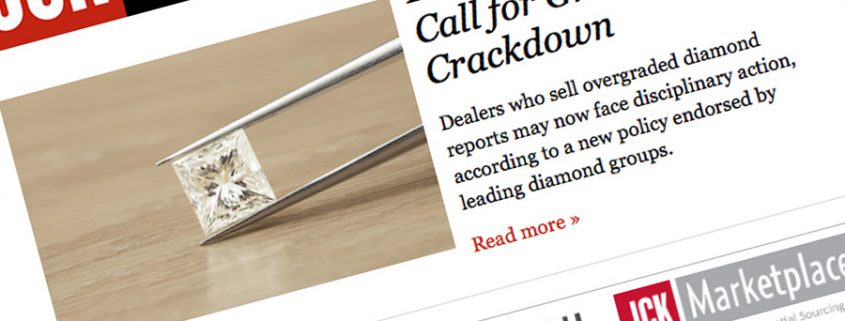 Call for
Crackdown
Dealers who sell overgraded diamond
reports may now face disciplinary action,
according to a new policy endorsed by
leading diamond groups.
Read more »
JCK Marketplace
Sourcing